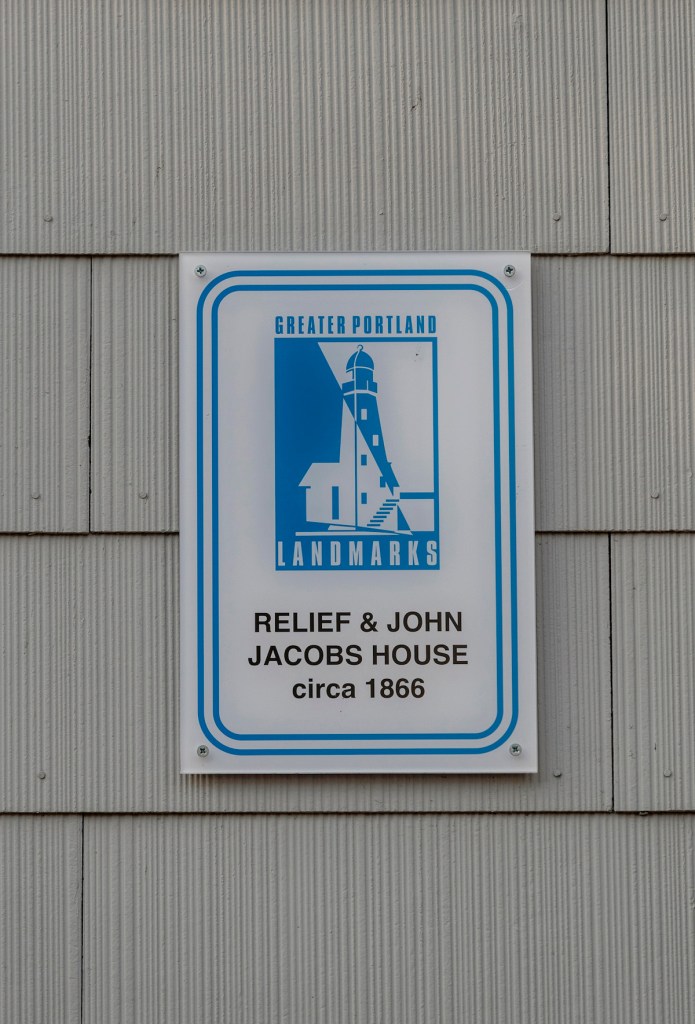 GREATER PORTLAND
LANDMARKS
RELIEF & JOHN
JACOBS HOUSE
circa 1866